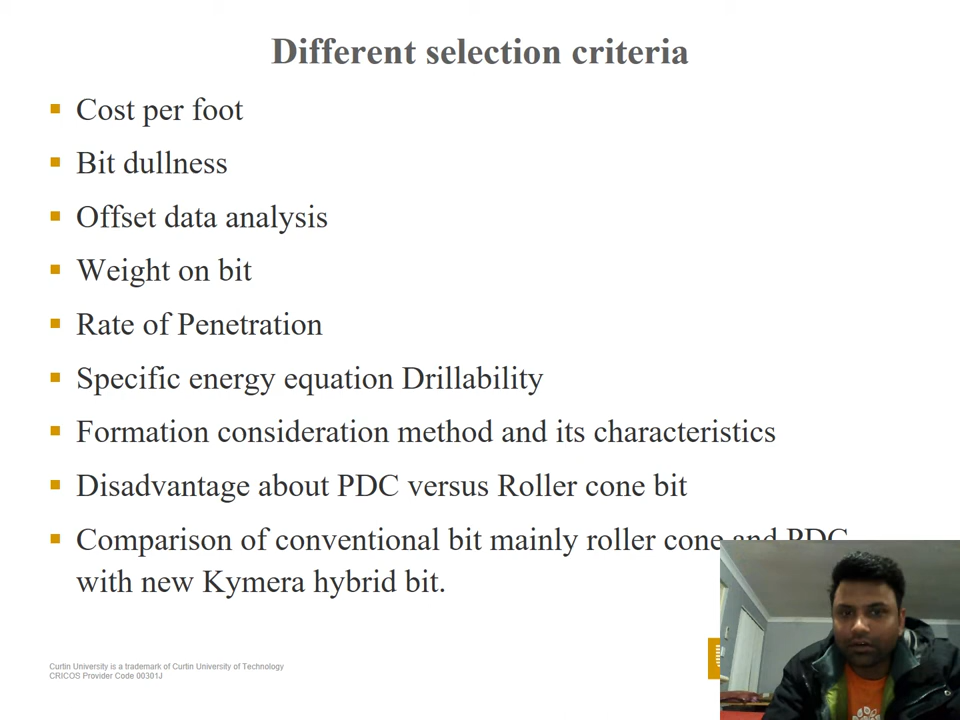 Different selection criteria
Cost per foot
Bit dullness
Offset data analysis
Weight on bit
Rate of Penetration
Specific energy equation Drillability
Formation consideration method and its characteristics
Disadvantage about PDC versus Roller cone bit
Comparison of conventional bit mainly roller cone and PDC
with new Kymera hybrid bit.
Curtin University is a trademark of Curtin University of Technology
CRICOS Provider Code 00301J